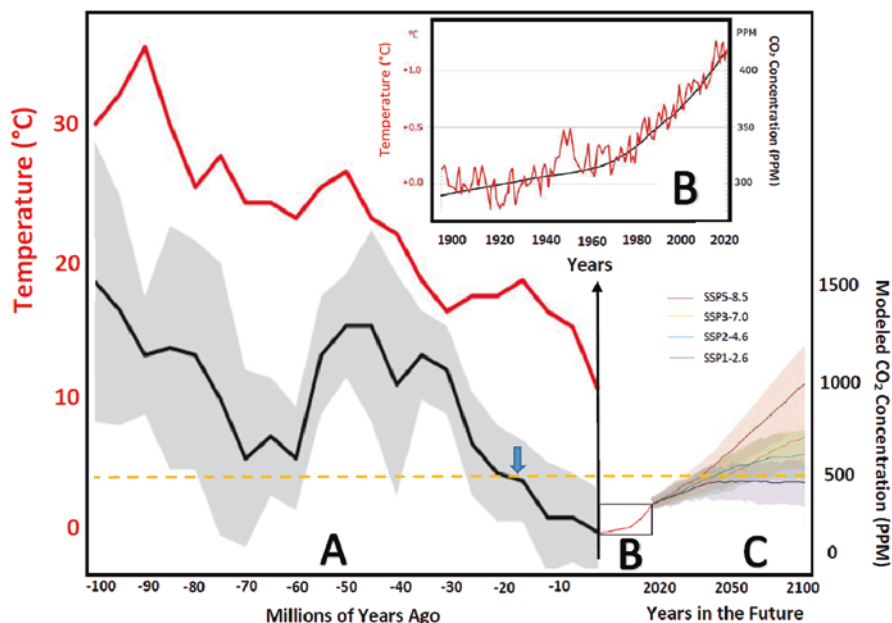 Temperature (°C)
30
20
10
0
°C
PPM
Temperature (°C)
+1.0
+0.5
+0.0
400
350
300
CO₂ Concentration (PPM)
B
1900
1920
1940
1960
1980
2000
2020
Years
SSP5-8.5
SSP3-7.0
SSP2-4.6
SSP1-2.6
1500
1000
500
0
Modeled CO₂ Concentration (PPM)
A
B
C
-100
-90
-80
-70
-60
-50
-40
-30
-20
-10
2020
2050
2100
Millions of Years Ago
Years in the Future